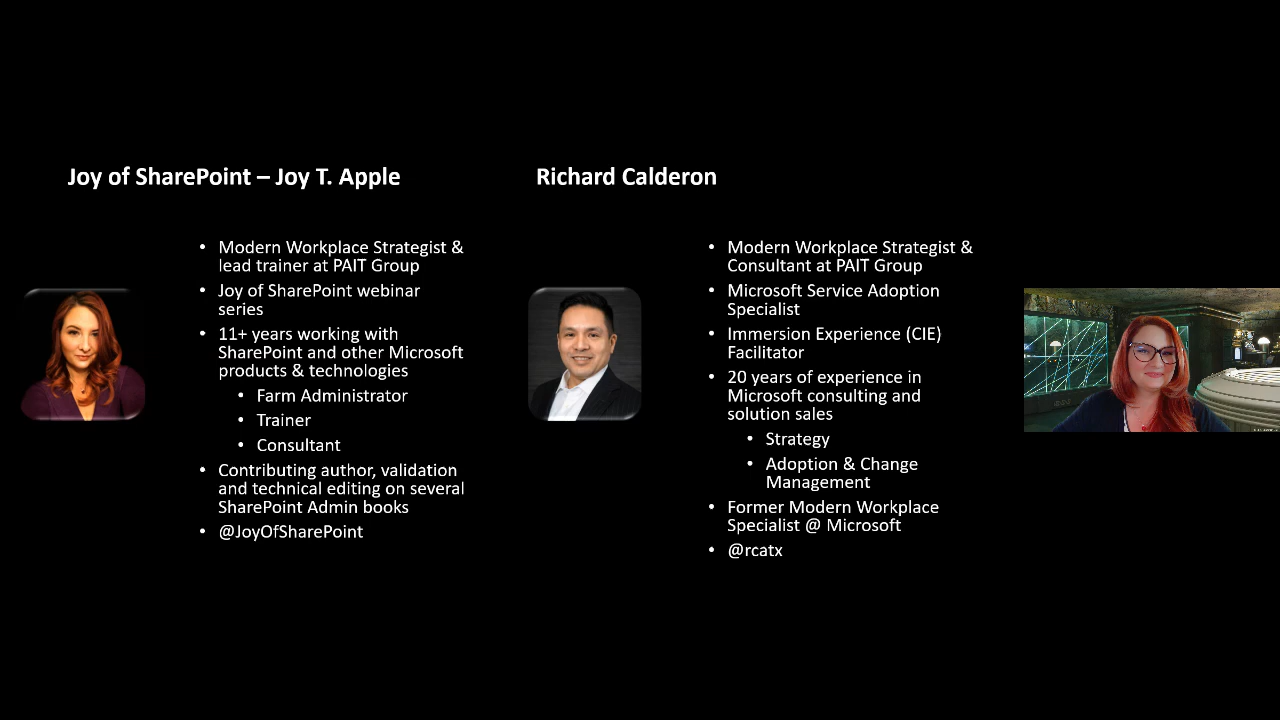 Joy of SharePoint – Joy T. Apple
• Modern Workplace Strategist &
lead trainer at PAIT Group
• Joy of SharePoint webinar
series
• 11+ years working with
SharePoint and other Microsoft
products & technologies
• Farm Administrator
• Trainer
• Consultant
• Contributing author, validation
and technical editing on several
SharePoint Admin books
• @JoyOfSharePoint
Richard Calderon
• Modern Workplace Strategist &
Consultant at PAIT Group
• Microsoft Service Adoption
Specialist
• Immersion Experience (CIE)
Facilitator
• 20 years of experience in
Microsoft consulting and
solution sales
• Strategy
• Adoption & Change
Management
• Former Modern Workplace
Specialist @ Microsoft
• @rcatx